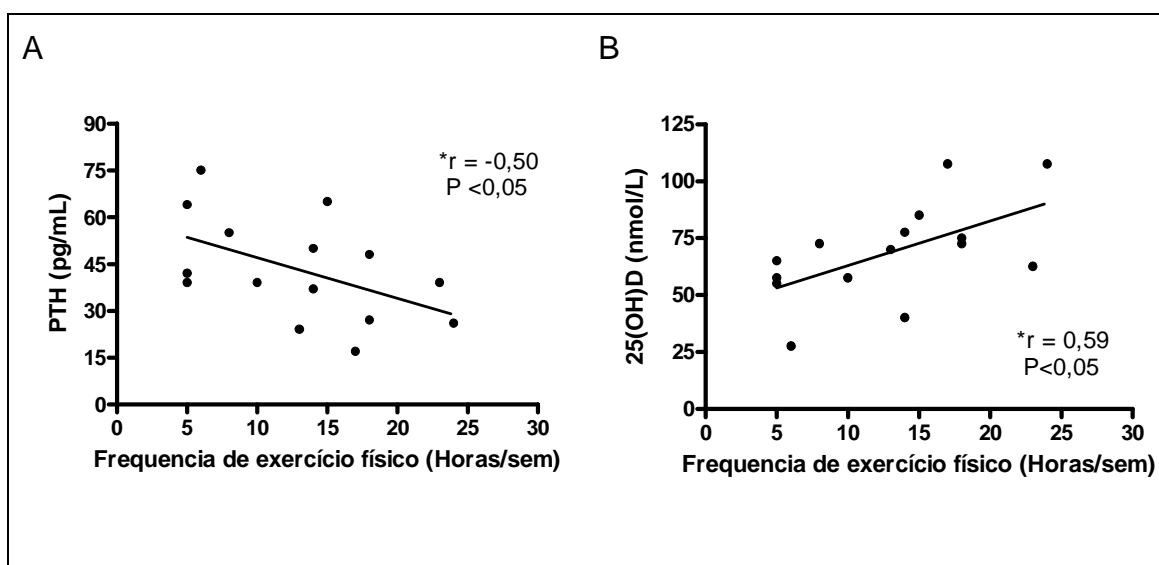 A
PTH (pg/mL)
90
75
60
45
30
15
0
*r = -0,50
P <0,05
0 5 10 15 20 25 30
Frequencia de exercício físico (Horas/sem)
B
25(OH)D (nmol/L)
125
100
75
50
25
0
*r = 0,59
P<0,05
0 5 10 15 20 25 30
Frequencia de exercício físico (Horas/sem)